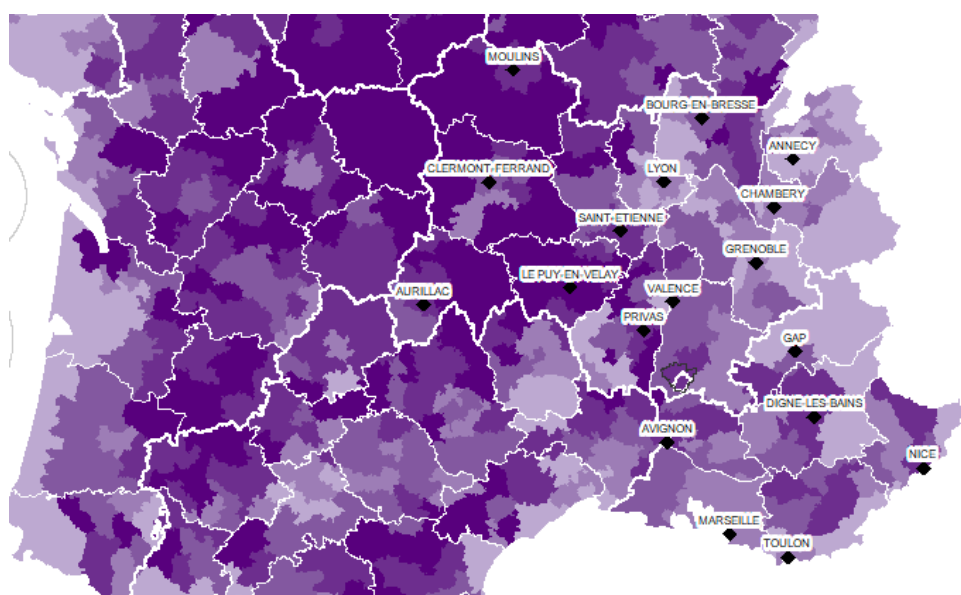 MOULINS
BOURG-EN-BRESSE
ANNECY
CLERMONT-FERRAND
LYON
CHAMBERY
SAINT-ETIENNE
GRENOBLE
LE PUY-EN-VELAY
VALENCE
AURILLAC
PRIVAS
GAP
DIGNE-LES-BAINS
AVIGNON
NICE
MARSEILLE
TOULON